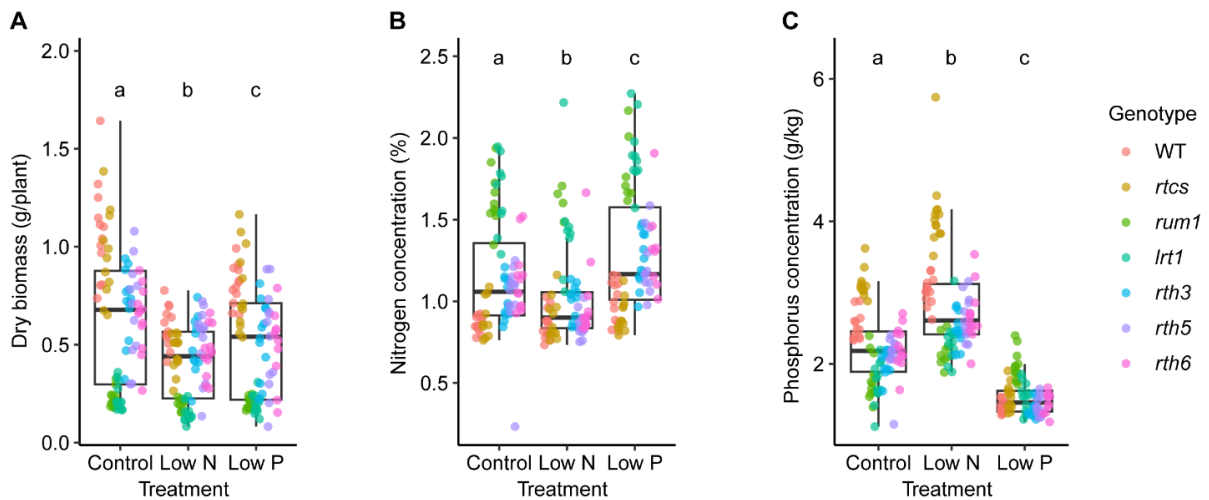 A
Dry biomass (g/plant)
2.0
1.5
1.0
0.5
0.0
a b c
Control Low N Low P
Treatment
B
Nitrogen concentration (%)
2.5
2.0
1.5
1.0
0.5
a b c
Control Low N Low P
Treatment
C
Phosphorus concentration (g/kg)
6
4
2
a b c
Control Low N Low P
Treatment
Genotype
WT
rtcs
rum1
lrt1
rth3
rth5
rth6